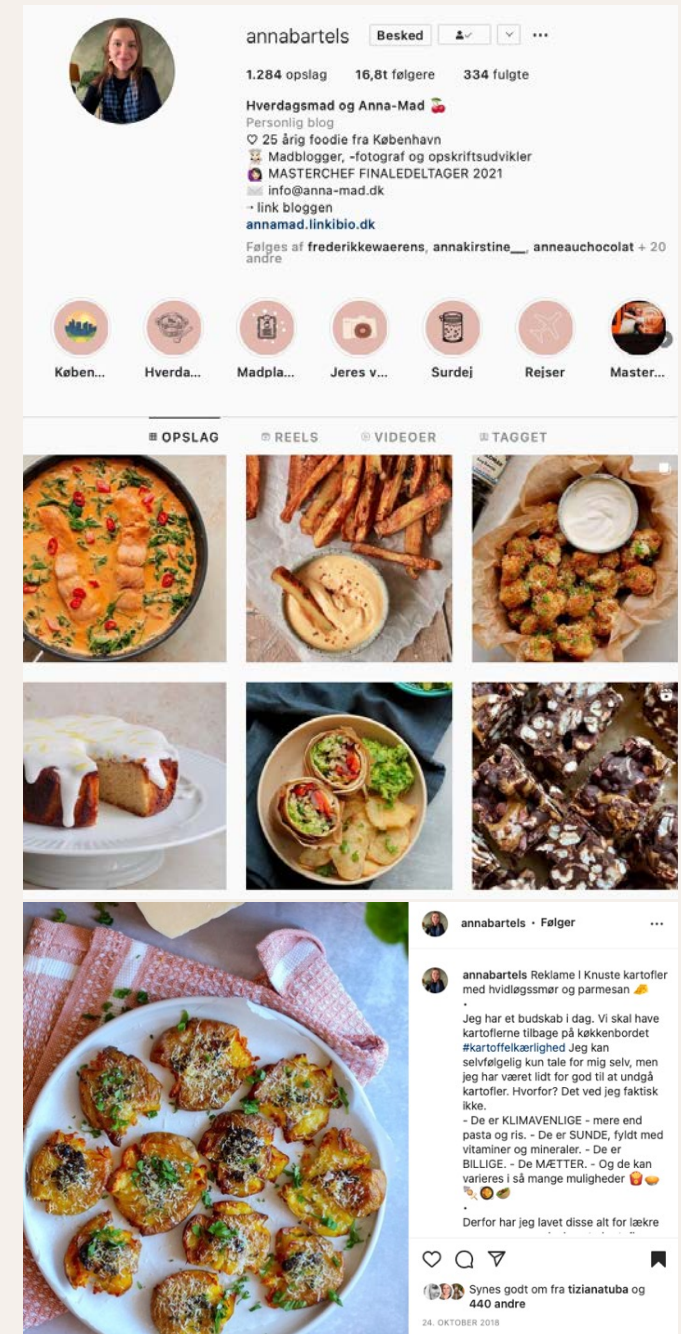 annabartels Besked
1.284 opslag 16,8t følgere 334 fulgte
Hverdagsmad og Anna-Mad 🍒
Personlig blog
♡ 25 årig foodie fra København
Madblogger, -fotograf og opskriftsudvikler
MASTERCHEF FINALEDELTAGER 2021
info@anna-mad.dk
→ link bloggen
annamad.linkibio.dk
Følges af frederikkewaerens, annakirstine__, anneauchocolat + 20
andre
Køben... Hverda... Madpla... Jeres v... Surdej Rejser Master...
OPSLAG REELS VIDEOER TAGGET
annabartels • Følger
annabartels Reklame I Knuste kartofler
med hvidløgssmør og parmesan 🧀
•
Jeg har et budskab i dag. Vi skal have
kartoflerne tilbage på køkkenbordet
#kartoffelkærlighed Jeg kan
selvfølgelig kun tale for mig selv, men
jeg har været lidt for god til at undgå
kartofler. Hvorfor? Det ved jeg faktisk
ikke.
- De er KLIMAVENLIGE - mere end
pasta og ris. - De er SUNDE, fyldt med
vitaminer og mineraler. - De er
BILLIGE. - De MÆTTER. - Og de kan
varieres i så mange muligheder
•
Derfor har jeg lavet disse alt for lækre
Synes godt om fra tizianatuba og
440 andre
24. OKTOBER 2018